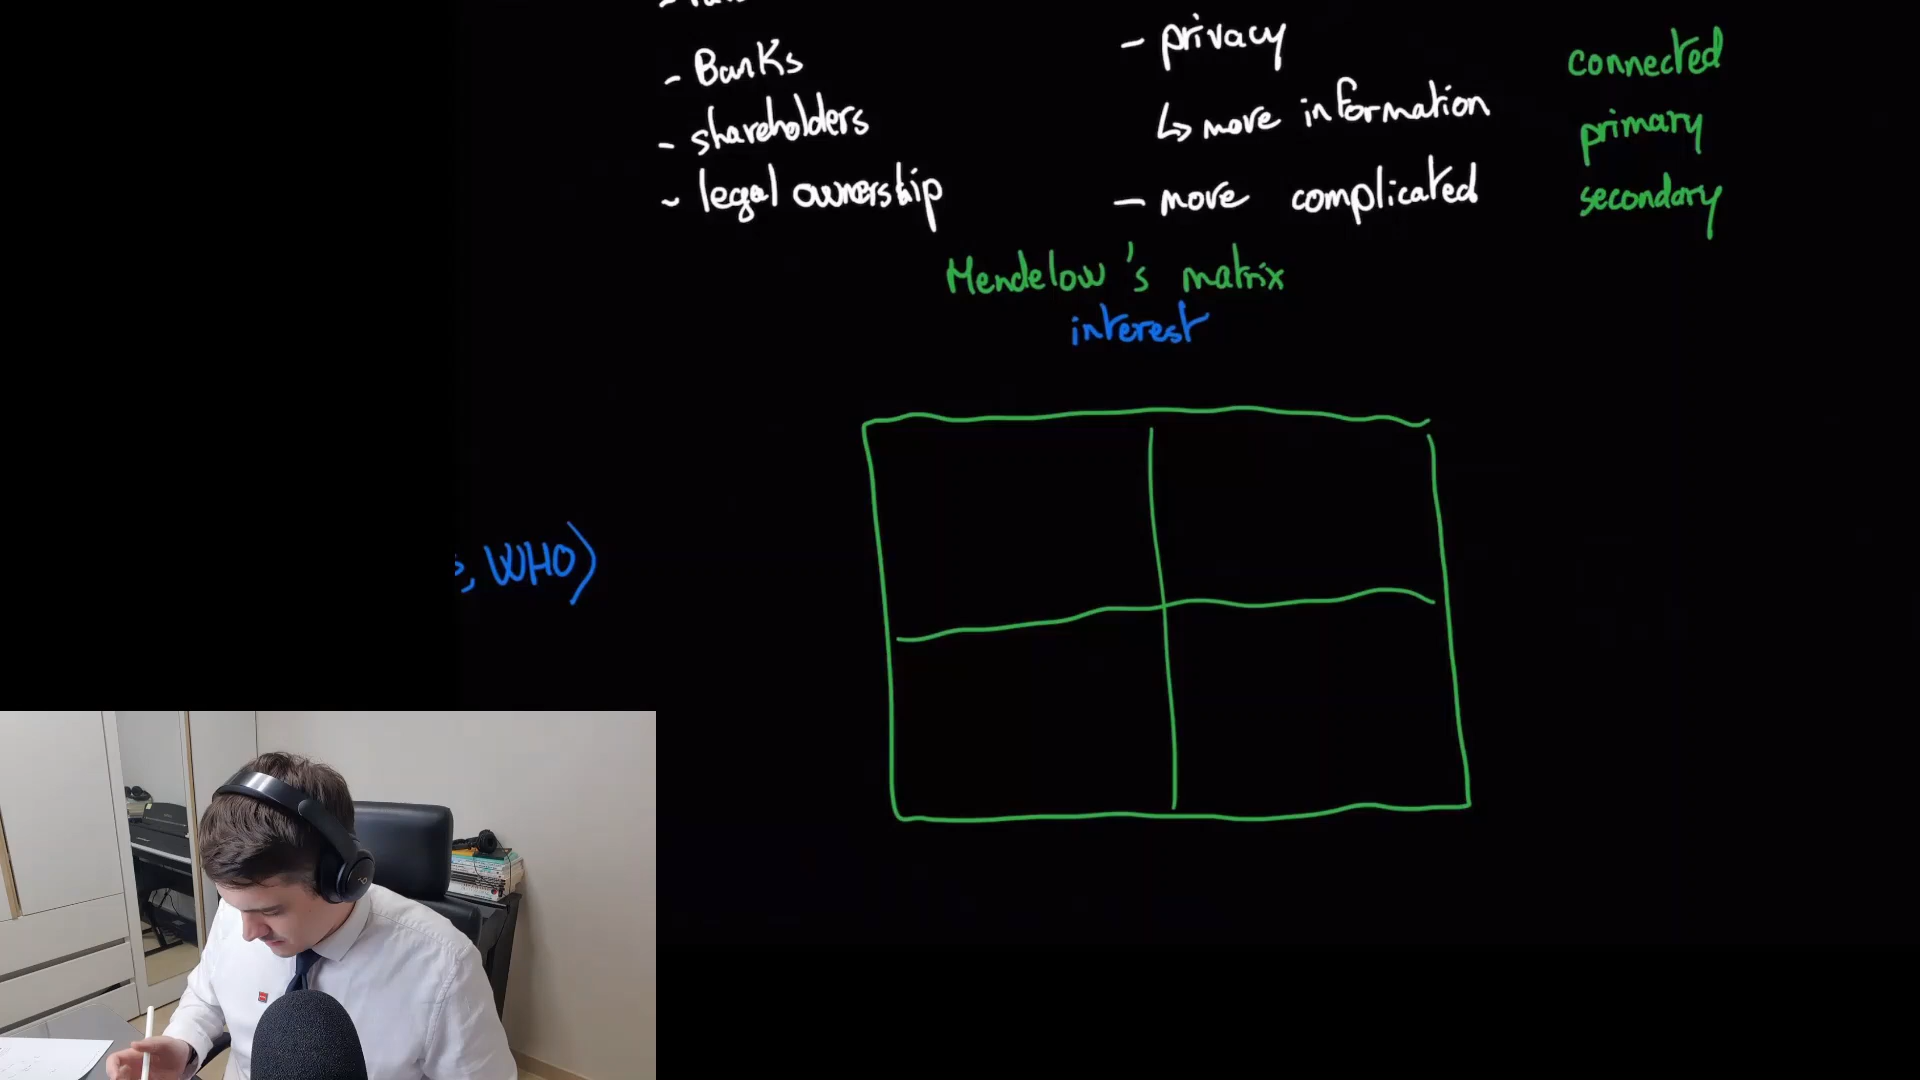 - Banks
- shareholders
- legal ownership
- privacy
↳ more information
- more complicated
connected
primary
secondary
Mendelow's matrix
interest
, WHO)